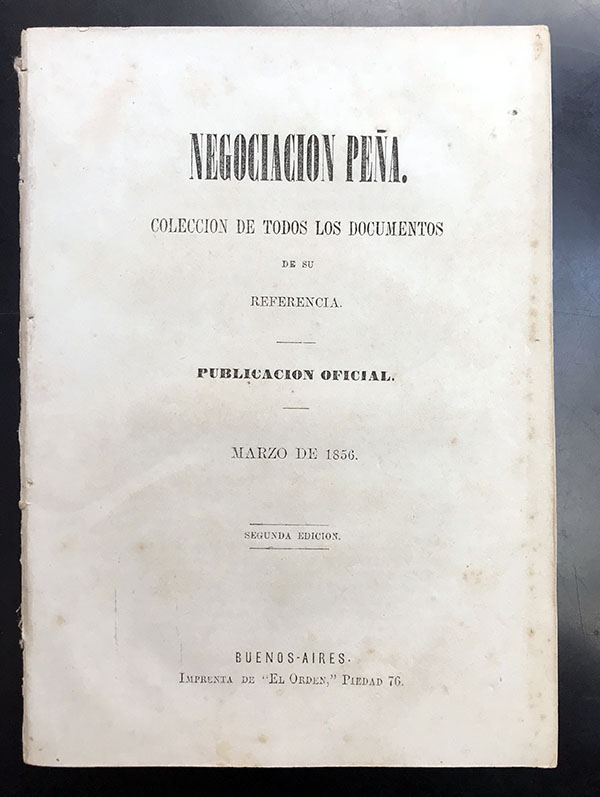 NEGOCIACION PEÑA.
COLECCION DE TODOS LOS DOCUMENTOS
DE SU
REFERENCIA.
PUBLICACION OFICIAL.
MARZO DE 1856.
SEGUNDA EDICION.
BUENOS-AIRES.
IMPRENTA DE "EL ORDEN," PIEDAD 76.